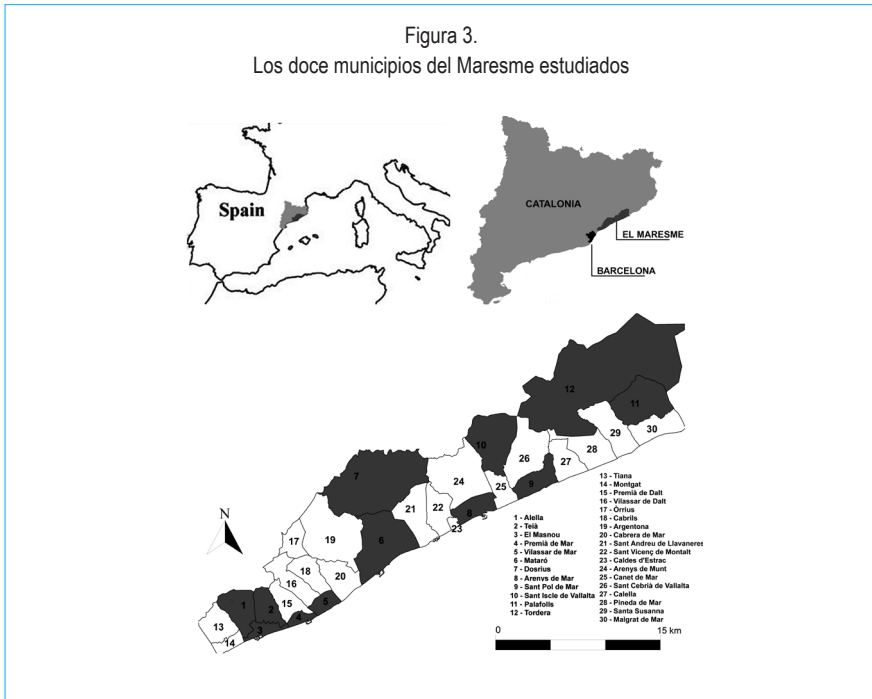 Figura 3.
Los doce municipios del Maresme estudiados
Spain
CATALONIA
EL MARESME
BARCELONA
12
11
30
29
28
27
26
10
9
25
24
8
7
21
22
23
6
19
17
18
20
16
15
5
4
1
2
3
13
14
N
1 - Alella
2 - Teià
3 - El Masnou
4 - Premià de Mar
5 - Vilassar de Mar
6 - Mataró
7 - Dosrius
8 - Arenys de Mar
9 - Sant Pol de Mar
10 - Sant Iscle de Vallalta
11 - Palafolls
12 - Tordera
13 - Tiana
14 - Montgat
15 - Premià de Dalt
16 - Vilassar de Dalt
17 - Òrrius
18 - Cabrils
19 - Argentona
20 - Cabrera de Mar
21 - Sant Andreu de Llavaneres
22 - Sant Vicenç de Montalt
23 - Caldes d'Estrac
24 - Arenys de Munt
25 - Canet de Mar
26 - Sant Cebrià de Vallalta
27 - Calella
28 - Pineda de Mar
29 - Santa Susanna
30 - Malgrat de Mar
0 15 km